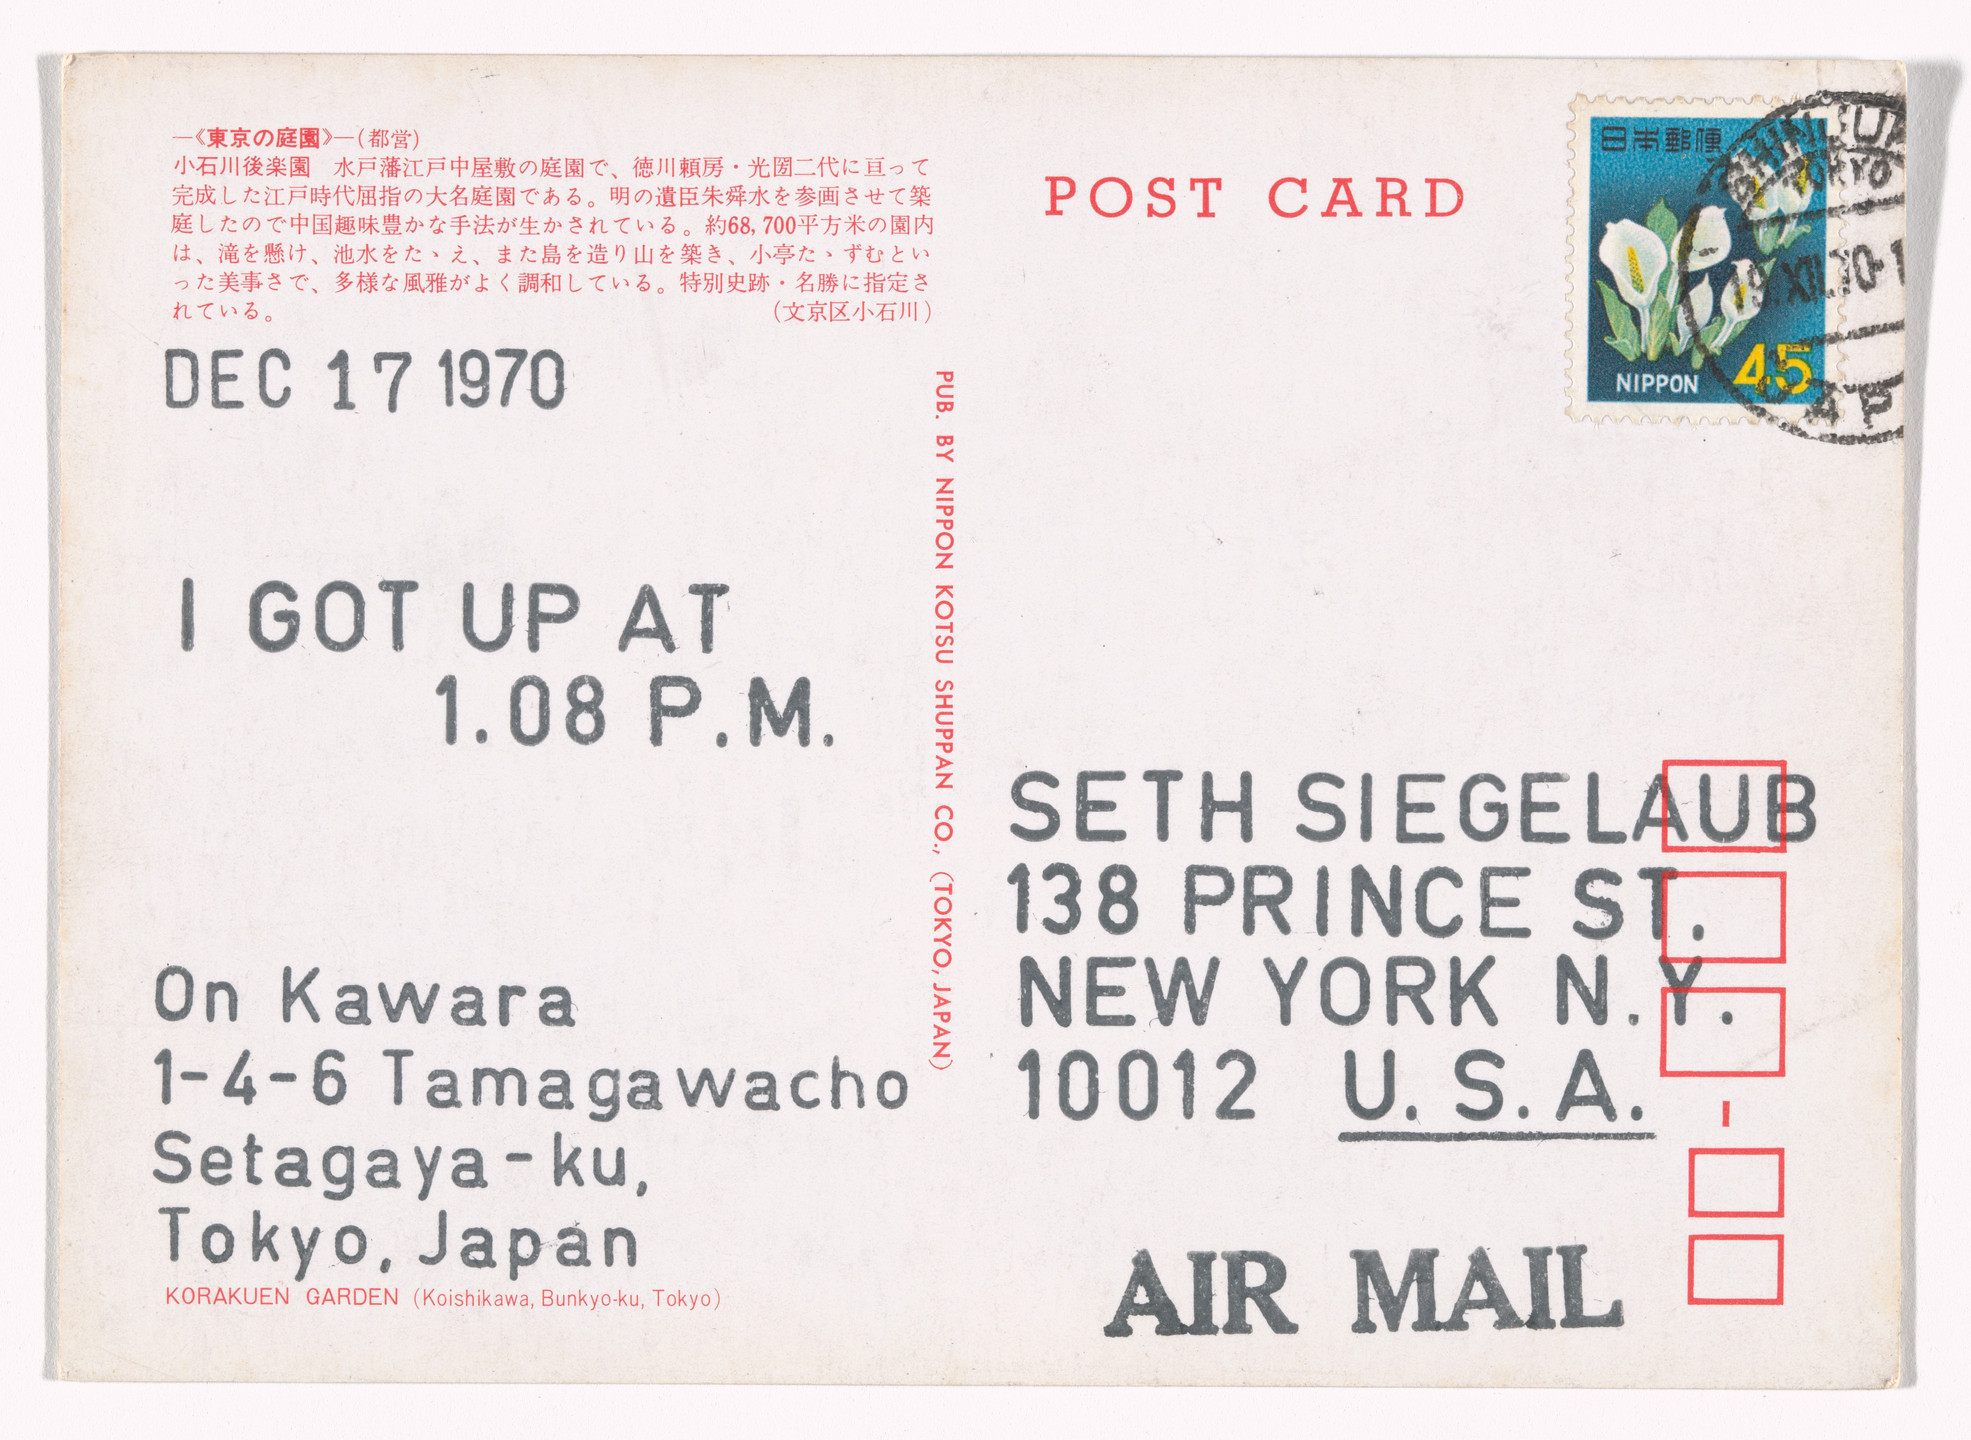 ―《東京の庭園》―(都営)
小石川後楽園　水戸藩江戸中屋敷の庭園で、徳川頼房・光圀二代に亘って
完成した江戸時代屈指の大名庭園である。明の遺臣朱舜水を参画させて築
庭したので中国趣味豊かな手法が生かされている。約68,700平方米の園内
は、滝を懸け、池水をたゝえ、また島を造り山を築き、小亭たゝずむとい
った美事さで、多様な風雅がよく調和している。特別史跡・名勝に指定さ
れている。　(文京区小石川)
DEC 17 1970
I GOT UP AT
1.08 P.M.
On Kawara
1-4-6 Tamagawacho
Setagaya-ku,
Tokyo, Japan
KORAKUEN GARDEN (Koishikawa, Bunkyo-ku, Tokyo)
PUB. BY NIPPON KOTSU SHUPPAN CO., (TOKYO, JAPAN)
POST CARD
日本郵便
NIPPON 45
TOKYO
19.XII.70-1
AP
SETH SIEGELAUB
138 PRINCE ST.
NEW YORK N.Y.
10012 U.S.A.
AIR MAIL